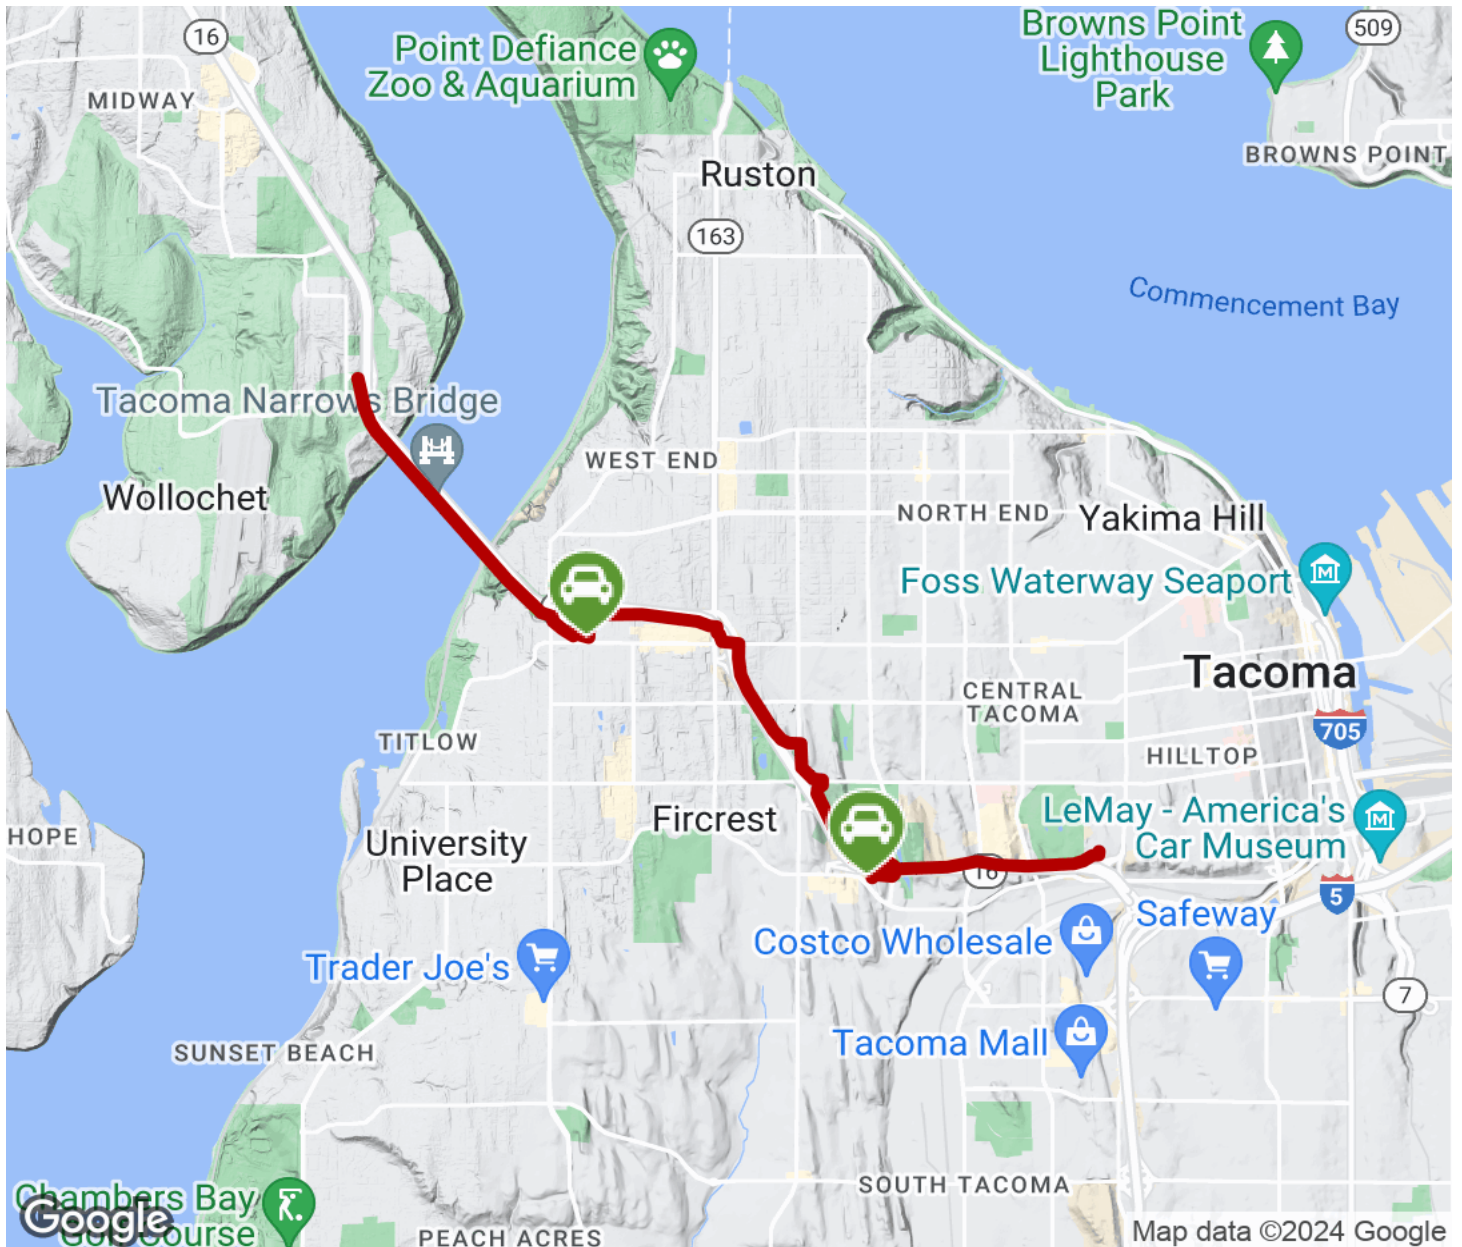 16
Point Defiance
Zoo & Aquarium
Browns Point
Lighthouse
Park
509
MIDWAY
BROWNS POINT
Ruston
163
Commencement Bay
Tacoma Narrows Bridge
WEST END
Wollochet
NORTH END
Yakima Hill
Foss Waterway Seaport
Tacoma
CENTRAL
TACOMA
705
TITLOW
HILLTOP
LeMay - America's
Car Museum
HOPE
Fircrest
University
Place
16
5
Safeway
Costco Wholesale
Trader Joe's
7
Tacoma Mall
SUNSET BEACH
SOUTH TACOMA
Chambers Bay
Golf Course
Google
PEACH ACRES
Map data ©2024 Google